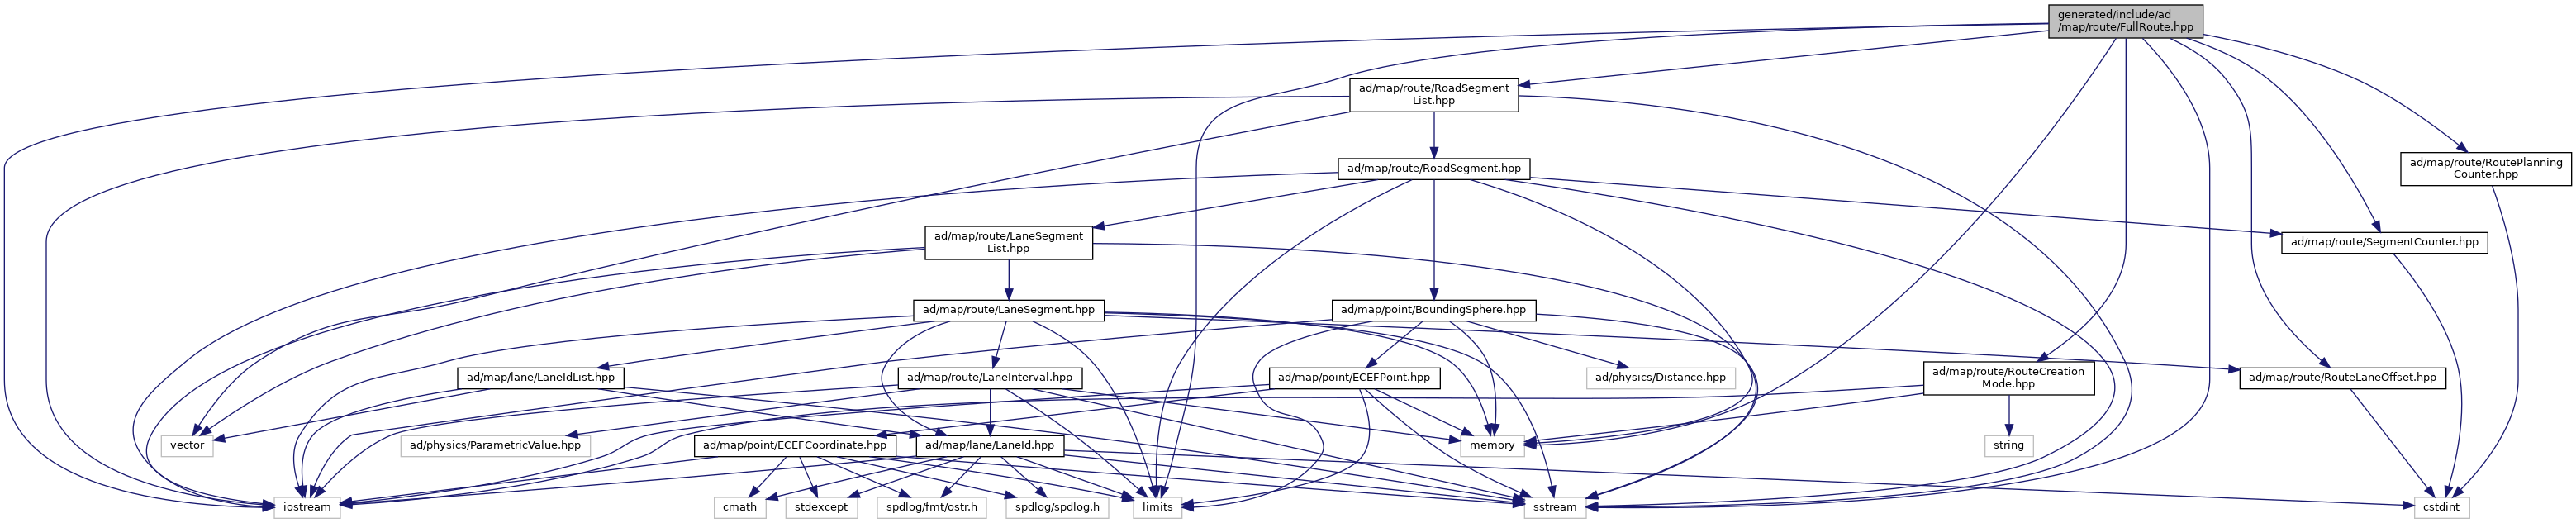 generated/include/ad
/map/route/FullRoute.hpp
ad/map/route/RoadSegment
List.hpp
ad/map/route/RoutePlanning
Counter.hpp
ad/map/route/RoadSegment.hpp
ad/map/route/LaneSegment
List.hpp
ad/map/route/SegmentCounter.hpp
ad/map/route/LaneSegment.hpp
ad/map/point/BoundingSphere.hpp
ad/map/lane/LaneIdList.hpp
ad/map/route/LaneInterval.hpp
ad/map/point/ECEFPoint.hpp
ad/physics/Distance.hpp
ad/map/route/RouteCreation
Mode.hpp
ad/map/route/RouteLaneOffset.hpp
vector
ad/physics/ParametricValue.hpp
ad/map/point/ECEFCoordinate.hpp
ad/map/lane/LaneId.hpp
memory
string
iostream
cmath
stdexcept
spdlog/fmt/ostr.h
spdlog/spdlog.h
limits
sstream
cstdint